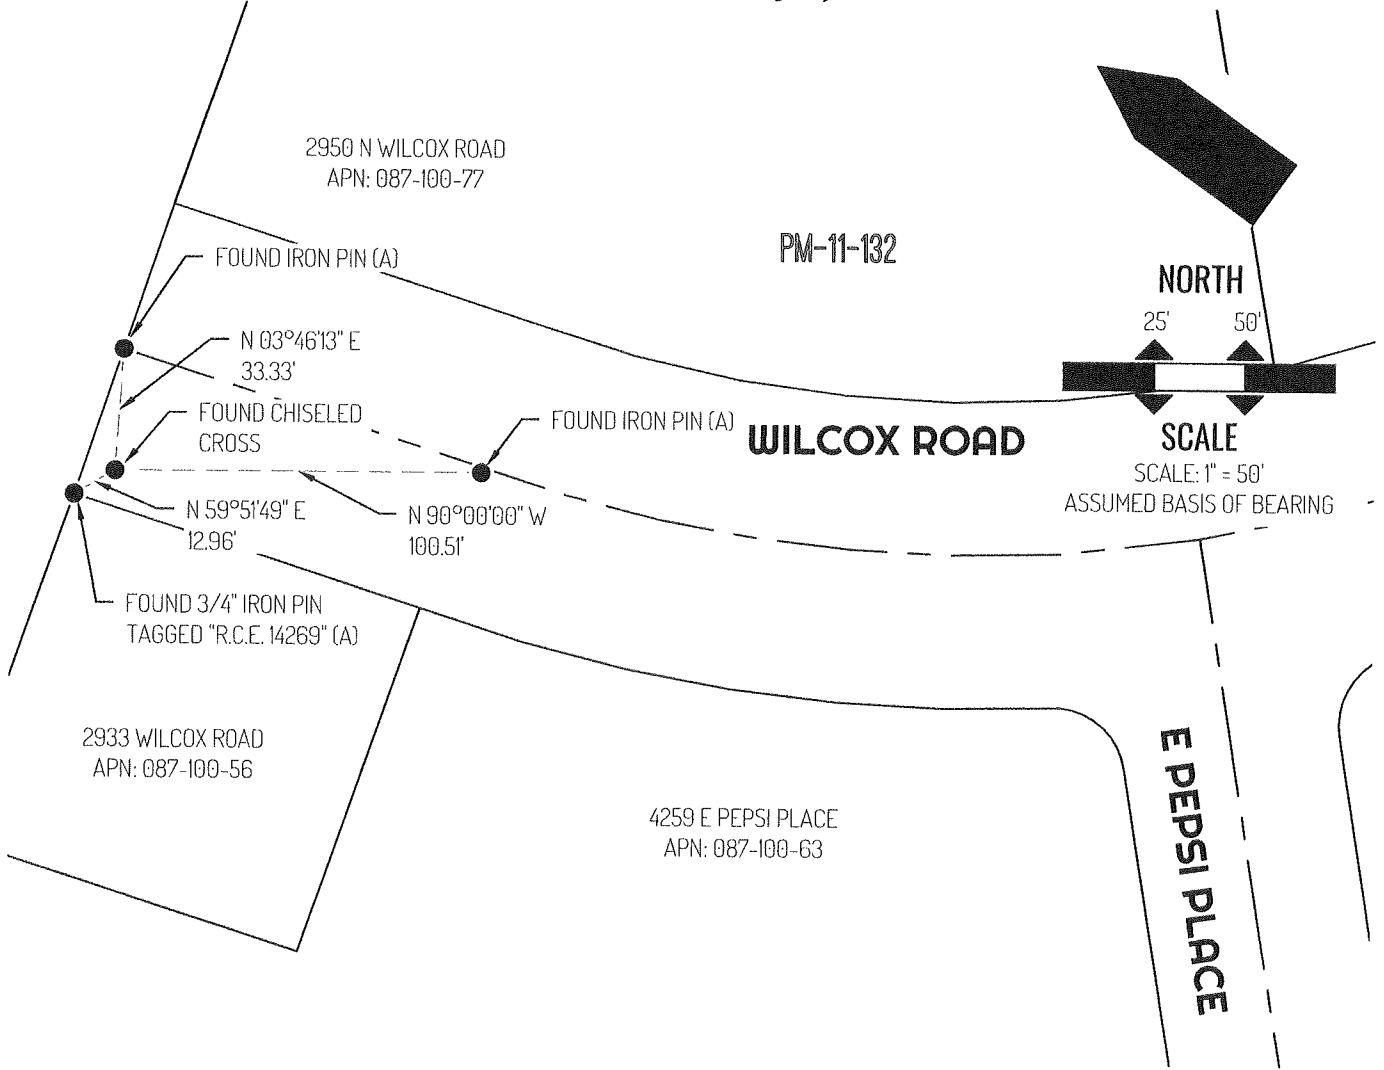 2950 N WILCOX ROAD
APN: 087-100-77
FOUND IRON PIN (A)
PM-11-132
NORTH
25' 50'
N 03°46'13" E
33.33'
FOUND CHISELED
CROSS
FOUND IRON PIN (A)
WILCOX ROAD
SCALE
SCALE: 1" = 50'
ASSUMED BASIS OF BEARING
N 59°51'49" E
12.96'
N 90°00'00" W
100.51'
FOUND 3/4" IRON PIN
TAGGED "R.C.E. 14269" (A)
2933 WILCOX ROAD
APN: 087-100-56
4259 E PEPSI PLACE
APN: 087-100-63
E PEPSI PLACE